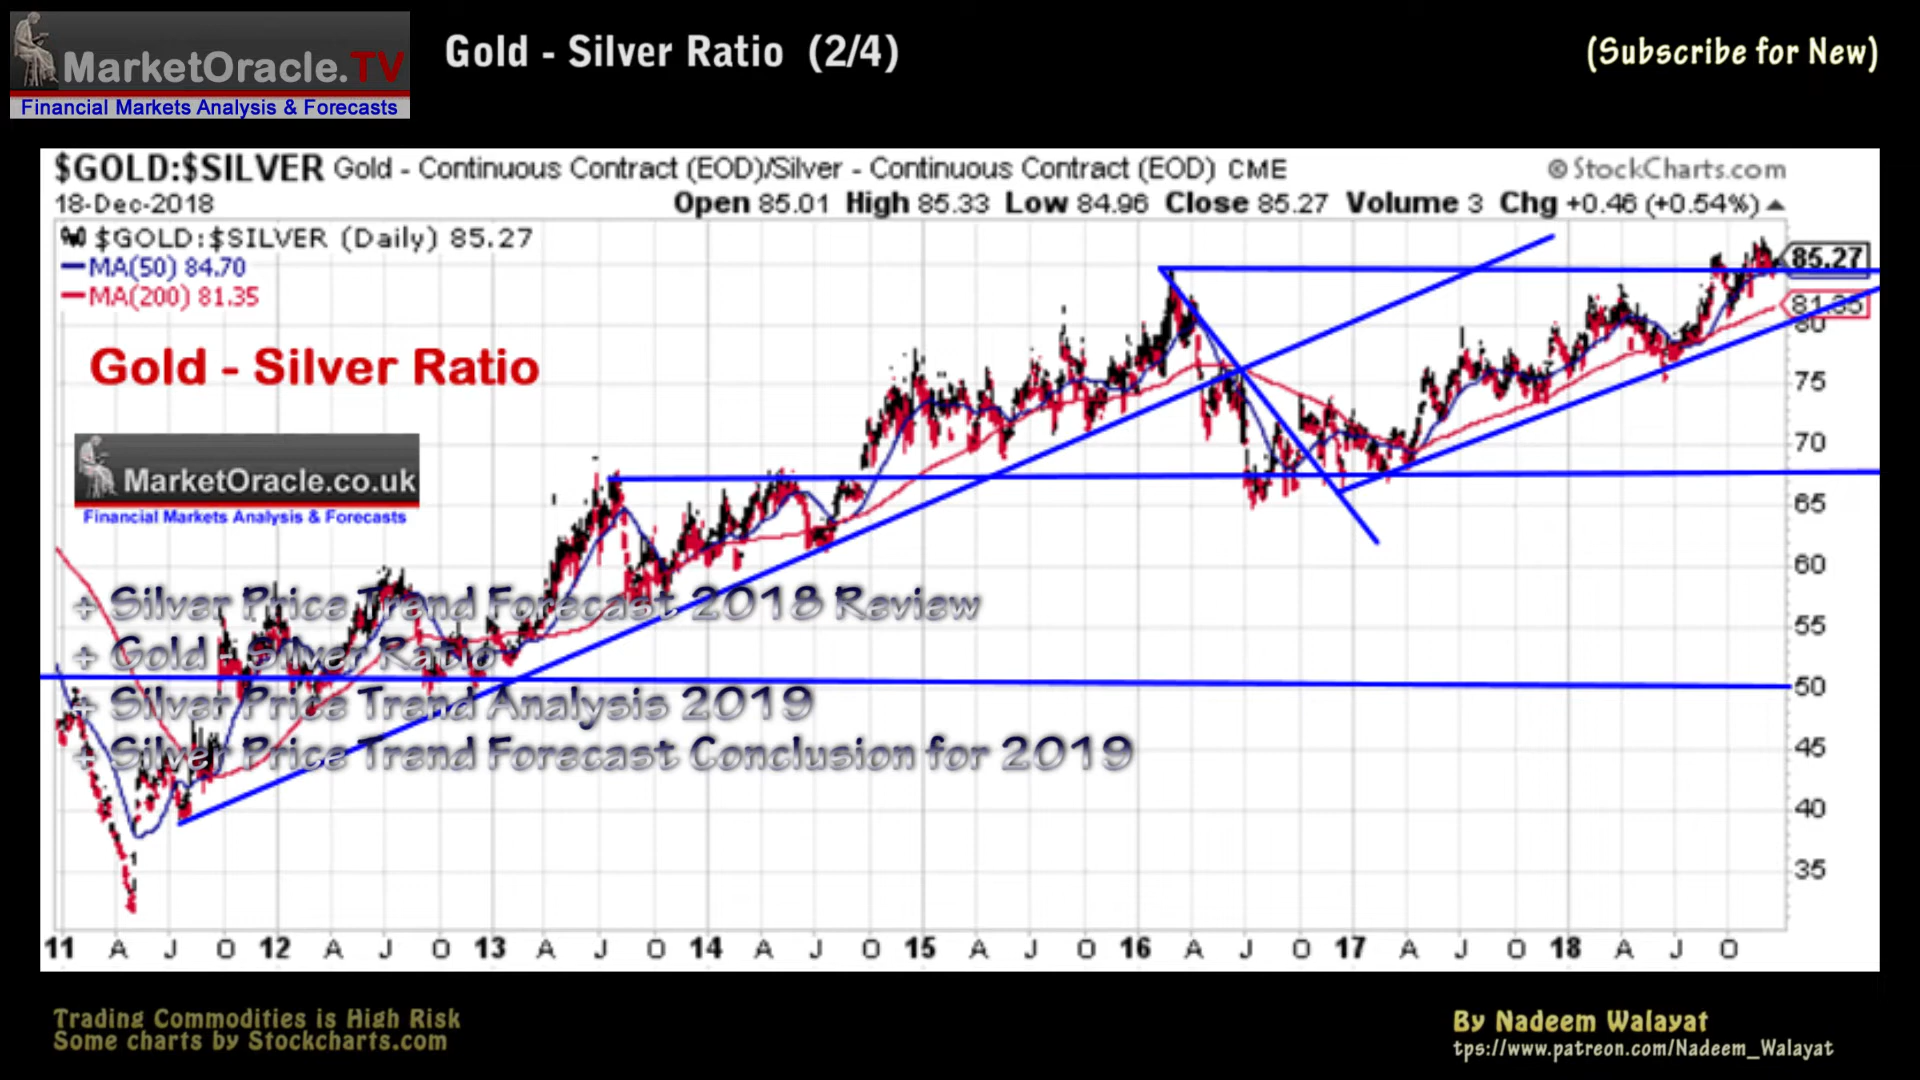 MarketOracle.TV
Financial Markets Analysis & Forecasts
Gold - Silver Ratio (2/4)
(Subscribe for New)
$GOLD:$SILVER Gold - Continuous Contract (EOD)/Silver - Continuous Contract (EOD) CME
© StockCharts.com
18-Dec-2018
Open 85.01 High 85.33 Low 84.96 Close 85.27 Volume 3 Chg +0.46 (+0.54%)
$GOLD:$SILVER (Daily) 85.27
MA(50) 84.70
MA(200) 81.35
Gold - Silver Ratio
MarketOracle.co.uk
Financial Markets Analysis & Forecasts
+ Silver Price Trend Forecast 2018 Review
+ Gold - Silver Ratio
+ Silver Price Trend Analysis 2019
+ Silver Price Trend Forecast Conclusion for 2019
85.27
81.35
80
75
70
65
60
55
50
45
40
35
11 A J O 12 A J O 13 A J O 14 A J O 15 A J O 16 A J O 17 A J O 18 A J O
Trading Commodities is High Risk
Some charts by Stockcharts.com
By Nadeem Walayat
tps://www.patreon.com/Nadeem_Walayat